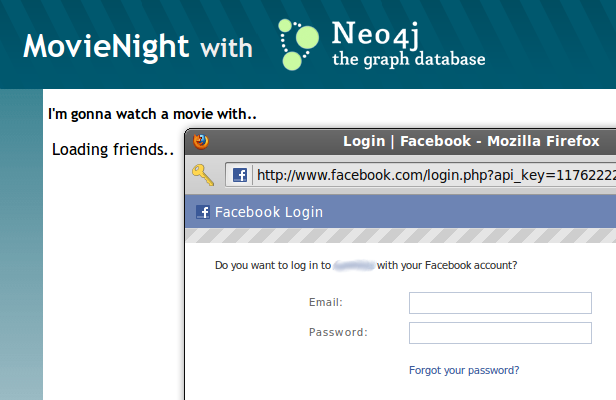 MovieNight with
Neo4j
the graph database
I'm gonna watch a movie with..
Loading friends..
Login | Facebook - Mozilla Firefox
http://www.facebook.com/login.php?api_key=11762222
Facebook Login
Do you want to log in to with your Facebook account?
Email:
Password:
Forgot your password?